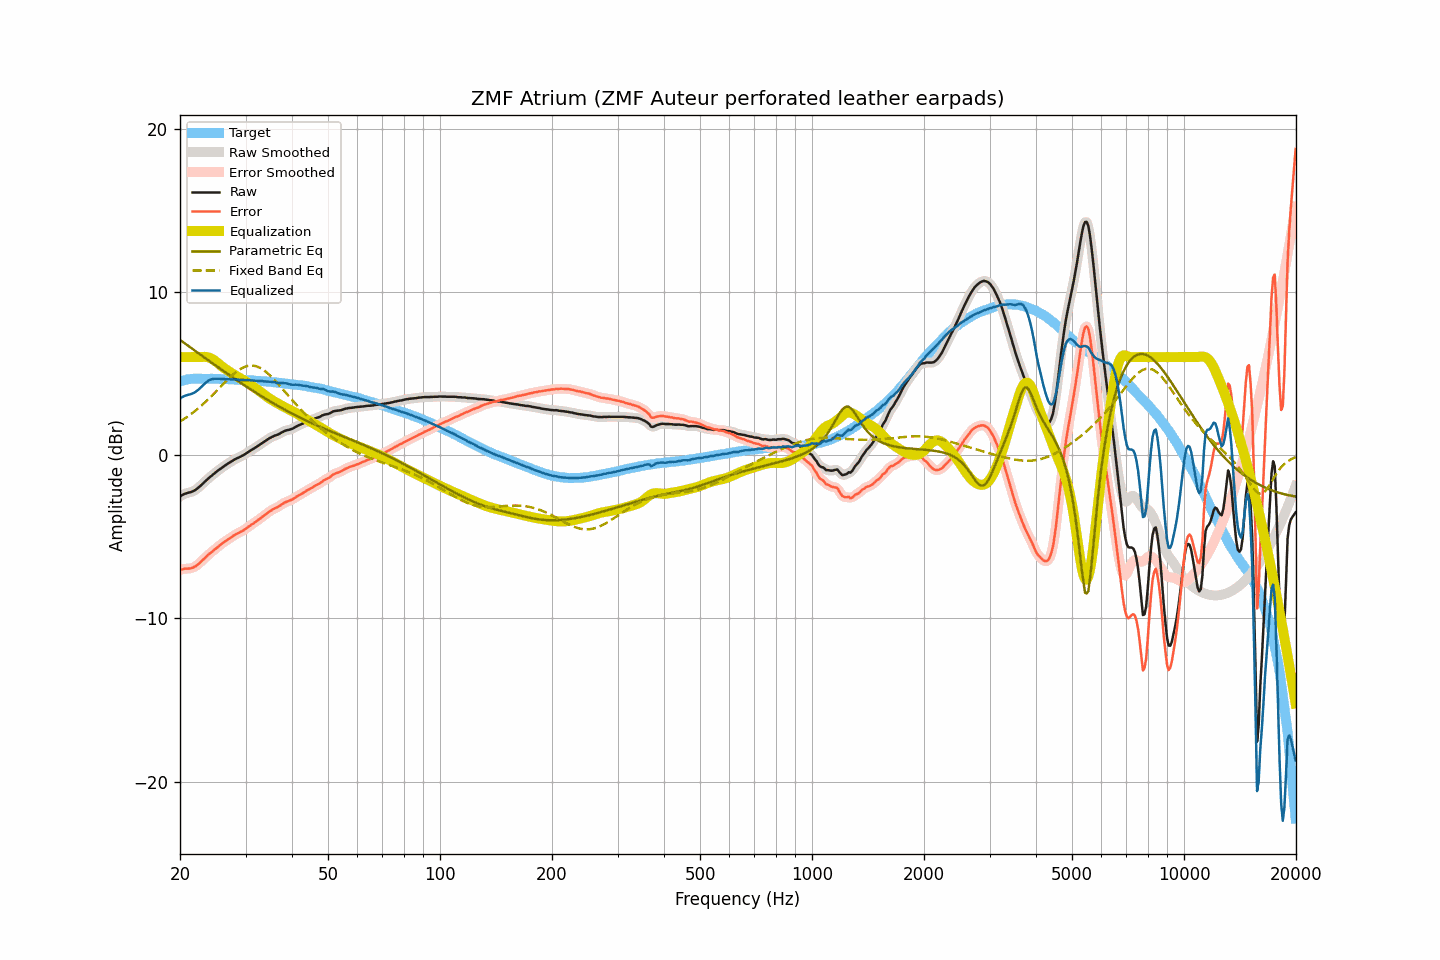 ZMF Atrium (ZMF Auteur perforated leather earpads)
Target
Raw Smoothed
Error Smoothed
Raw
Error
Equalization
Parametric Eq
Fixed Band Eq
Equalized
20
10
0
−10
−20
Amplitude (dBr)
20 50 100 200 500 1000 2000 5000 10000 20000
Frequency (Hz)